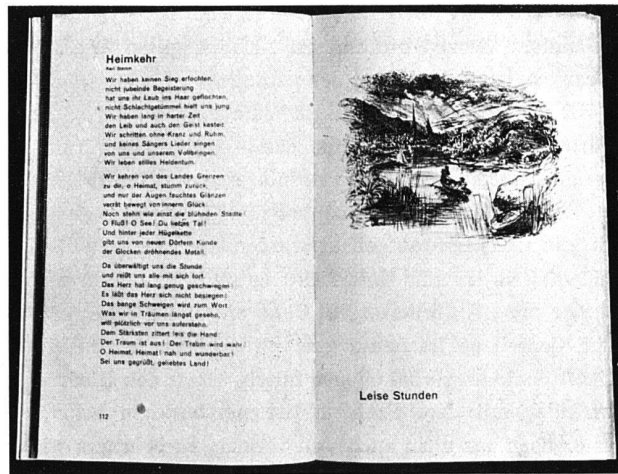 Heimkehr
Karl Stamm
Wir haben keinen Sieg erfochten,
nicht jubelnde Begeisterung
hat uns ihr Laub ins Haar geflochten,
nicht Schlachtgetümmel hielt uns jung.
Wir haben lang in harter Zeit
den Leib und auch den Geist kasteit.
Wir schritten ohne Kranz und Ruhm,
und keines Sängers Lieder singen
von uns und unserem Vollbringen.
Wir leben stilles Heldentum.
Wir kehren von des Landes Grenzen
zu dir, o Heimat, stumm zurück,
und nur der Augen feuchtes Glänzen
verrät bewegt von innerm Glück:
Noch stehn wie einst die blühnden Städte!
O Fluß! O See! Du liebes Tal!
Und hinter jeder Hügelkette
gibt uns von neuen Dörfern Kunde
der Glocken dröhnendes Metall.
Da überwältigt uns die Stunde
und reißt uns alle mit sich fort.
Das Herz hat lang genug geschwiegen!
Es läßt das Herz sich nicht besiegen!
Das bange Schweigen wird zum Wort.
Was wir in Träumen längst gesehn,
will plötzlich vor uns auferstehn.
Dem Stärksten zittert leis die Hand:
Der Traum ist aus! Der Traum wird wahr!
O Heimat, Heimat! nah und wunderbar!
Sei uns gegrüßt, geliebtes Land!
112
Leise Stunden